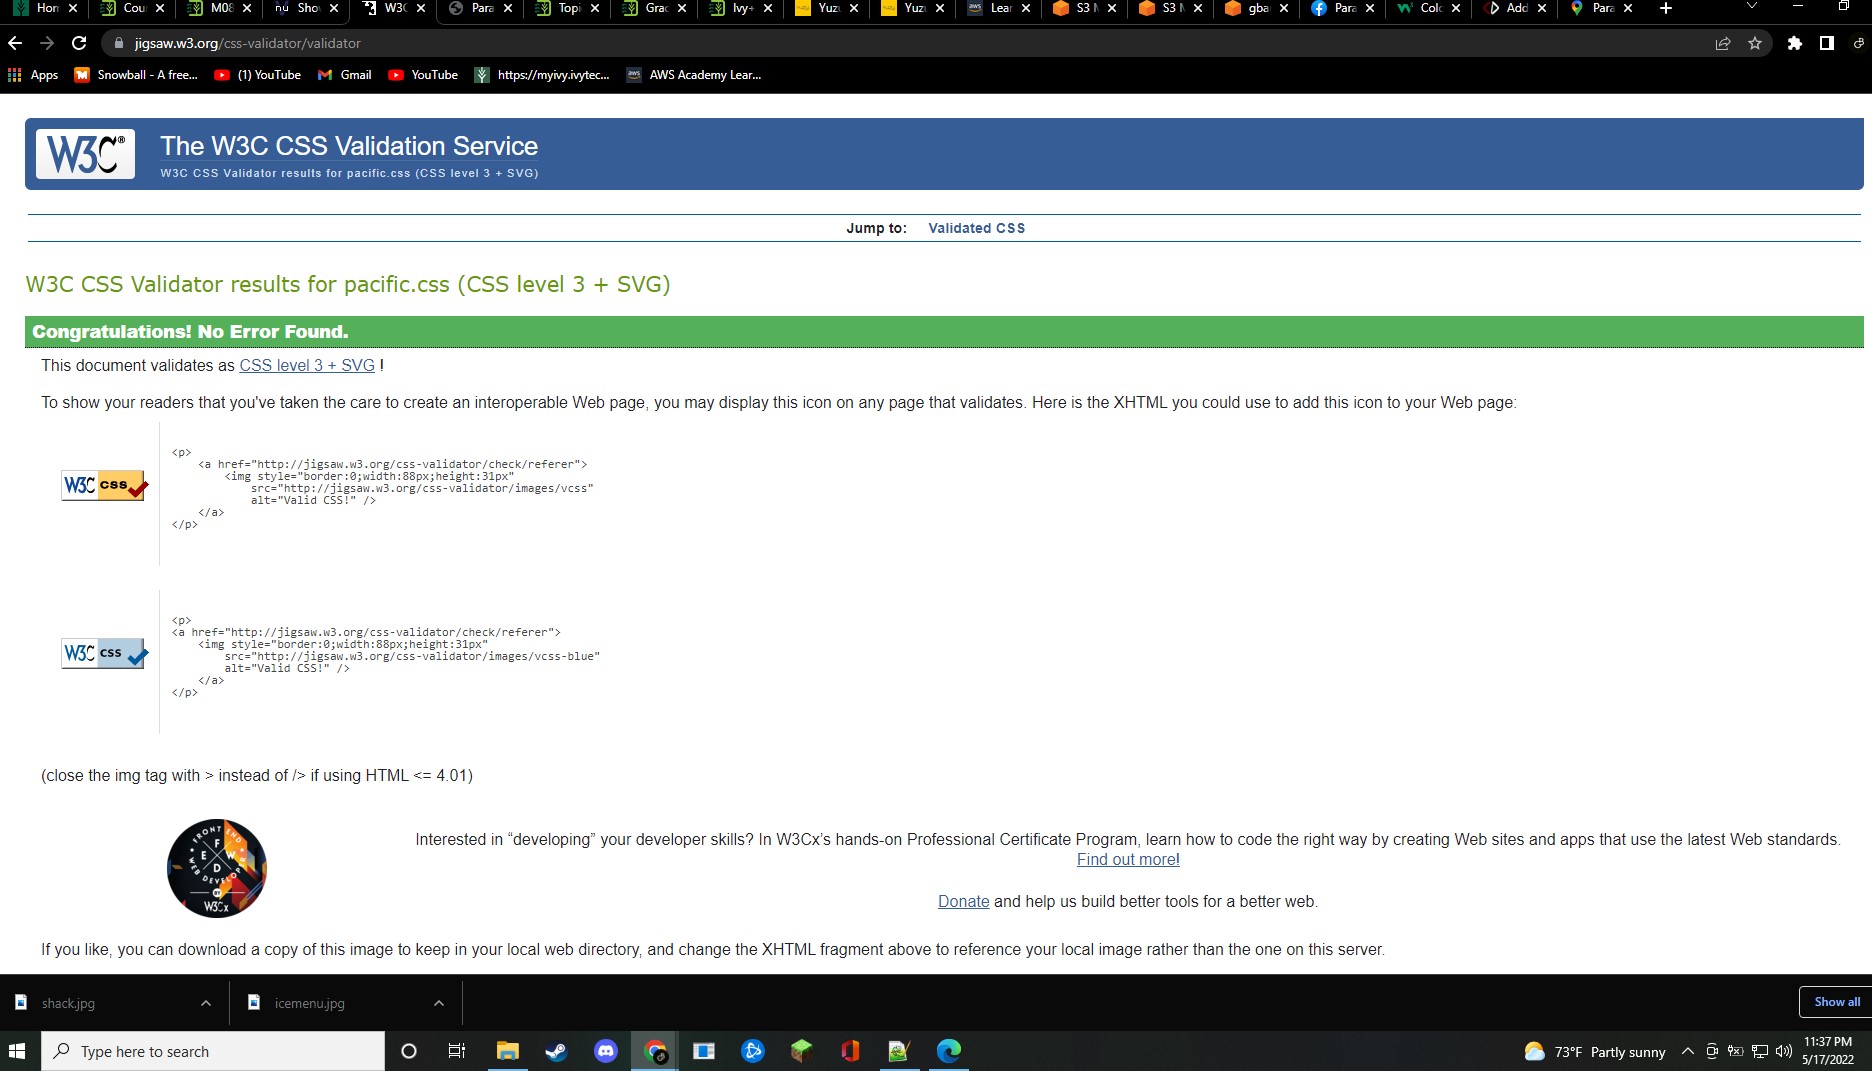 Hor
Cou
M08
nu Sho
W3C
Para
Topi
Grac
Ivy+
Yuz
Yuz
aws Lear
S3 M
S3 M
gba
Para
Colc
Add
Para
jigsaw.w3.org/css-validator/validator
Apps
Snowball - A free...
(1) YouTube
Gmail
YouTube
https://myivy.ivytec...
aws AWS Academy Lear...
W3C®
The W3C CSS Validation Service
W3C CSS Validator results for pacific.css (CSS level 3 + SVG)
Jump to: Validated CSS
W3C CSS Validator results for pacific.css (CSS level 3 + SVG)
Congratulations! No Error Found.
This document validates as CSS level 3 + SVG !
To show your readers that you've taken the care to create an interoperable Web page, you may display this icon on any page that validates. Here is the XHTML you could use to add this icon to your Web page:
W3C css
<p>
<a href="http://jigsaw.w3.org/css-validator/check/referer">
<img style="border:0;width:88px;height:31px"
src="http://jigsaw.w3.org/css-validator/images/vcss"
alt="Valid CSS!" />
</a>
</p>
W3C css
<p>
<a href="http://jigsaw.w3.org/css-validator/check/referer">
<img style="border:0;width:88px;height:31px"
src="http://jigsaw.w3.org/css-validator/images/vcss-blue"
alt="Valid CSS!" />
</a>
</p>
(close the img tag with > instead of /> if using HTML <= 4.01)
FRONT END
F
E W
D
WEB DEVELOPER
BY
W3Cx
Interested in “developing” your developer skills? In W3Cx’s hands-on Professional Certificate Program, learn how to code the right way by creating Web sites and apps that use the latest Web standards.
Find out more!
Donate and help us build better tools for a better web.
If you like, you can download a copy of this image to keep in your local web directory, and change the XHTML fragment above to reference your local image rather than the one on this server.
shack.jpg
icemenu.jpg
Show all
Type here to search
73°F Partly sunny
11:37 PM
5/17/2022